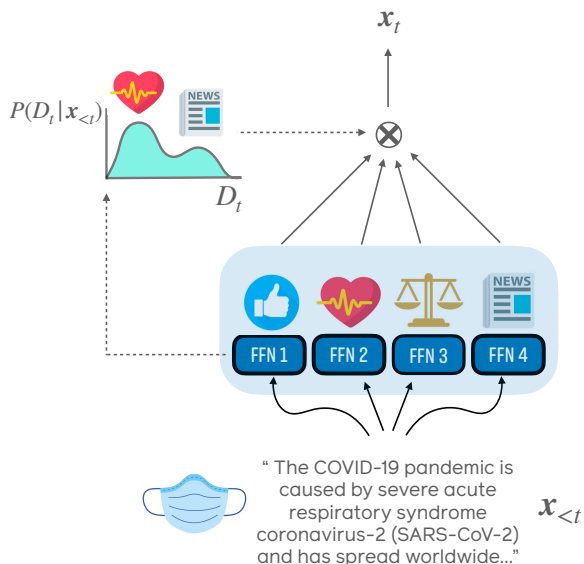 x_t
NEWS
P(D_t | x_{<t})
D_t
NEWS
FFN 1 FFN 2 FFN 3 FFN 4
“ The COVID-19 pandemic is
caused by severe acute
respiratory syndrome
coronavirus-2 (SARS-CoV-2)
and has spread worldwide...”
x_{<t}